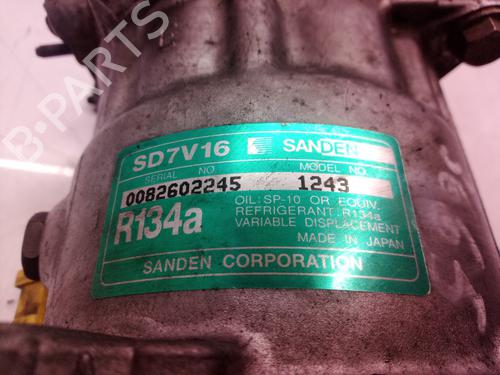 SD7V16 SANDEN
SERIAL NO MODEL NO
0082602245 1243
R134a
OIL: SP-10 OR EQUIV.
REFRIGERANT: R134a
VARIABLE DISPLACEMENT
MADE IN JAPAN
SANDEN CORPORATION
B-PARTS